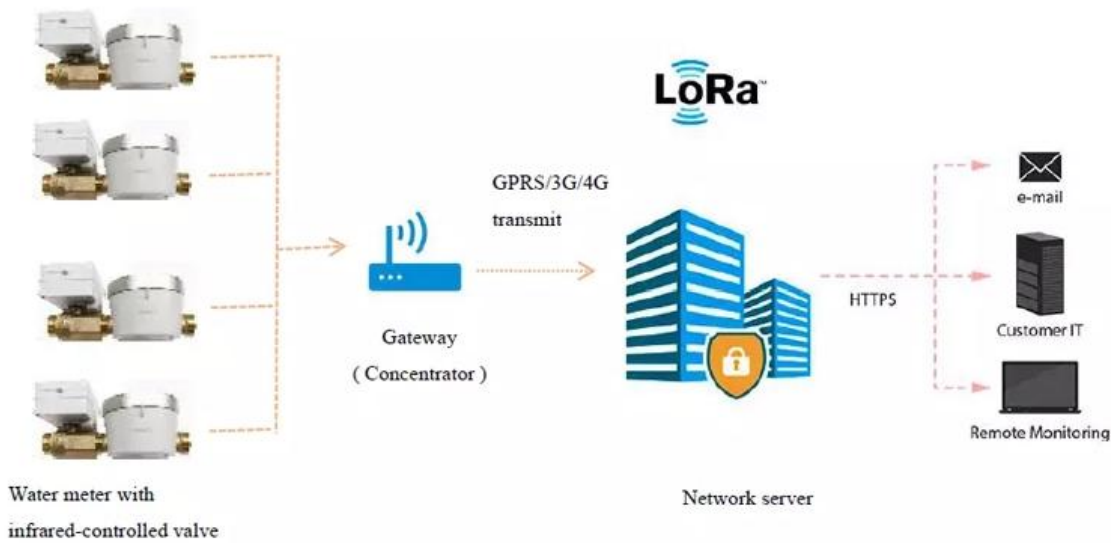 LoRa™
GPRS/3G/4G
transmit
e-mail
HTTPS
Customer IT
Gateway
( Concentrator )
Remote Monitoring
Water meter with
infrared-controlled valve
Network server